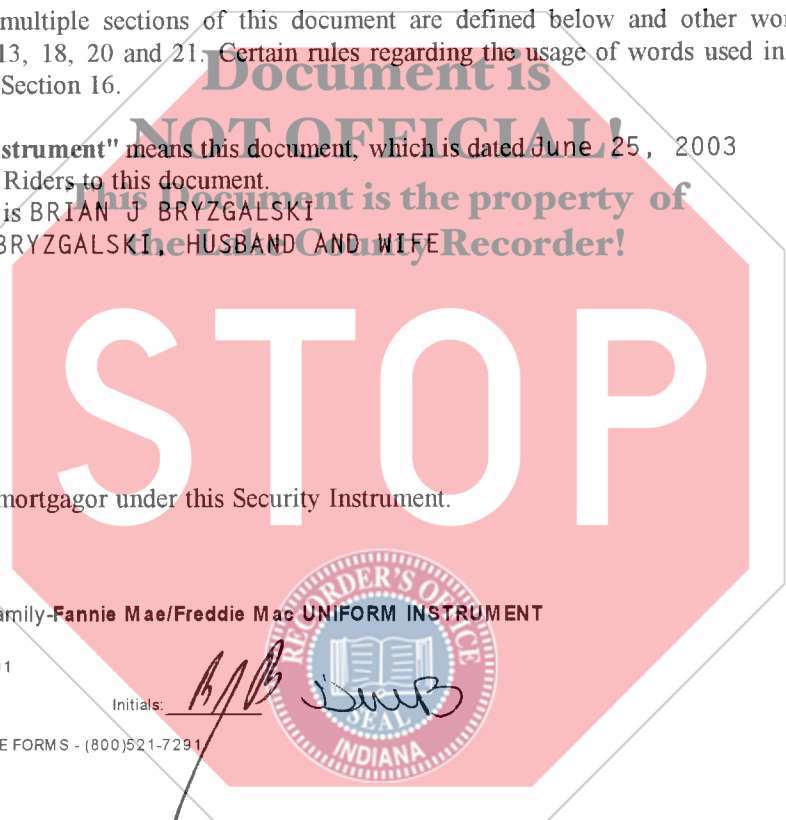 multiple sections of this document are defined below and other wor
13, 18, 20 and 21. Certain rules regarding the usage of words used in
Section 16.
Document is
NOT OFFICIAL!
strument" means this document, which is dated June 25, 2003
Riders to this document.
This Document is the property of
the Lake County Recorder!
is BRIAN J BRYZGALSKI
BRYZGALSKI, HUSBAND AND WIFE
STOP
mortgagor under this Security Instrument.
amily-Fannie Mae/Freddie Mac UNIFORM INSTRUMENT
1
Initials: BJB
E FORMS - (800)521-7291
RECORDER'S OFFICE
SEAL
INDIANA